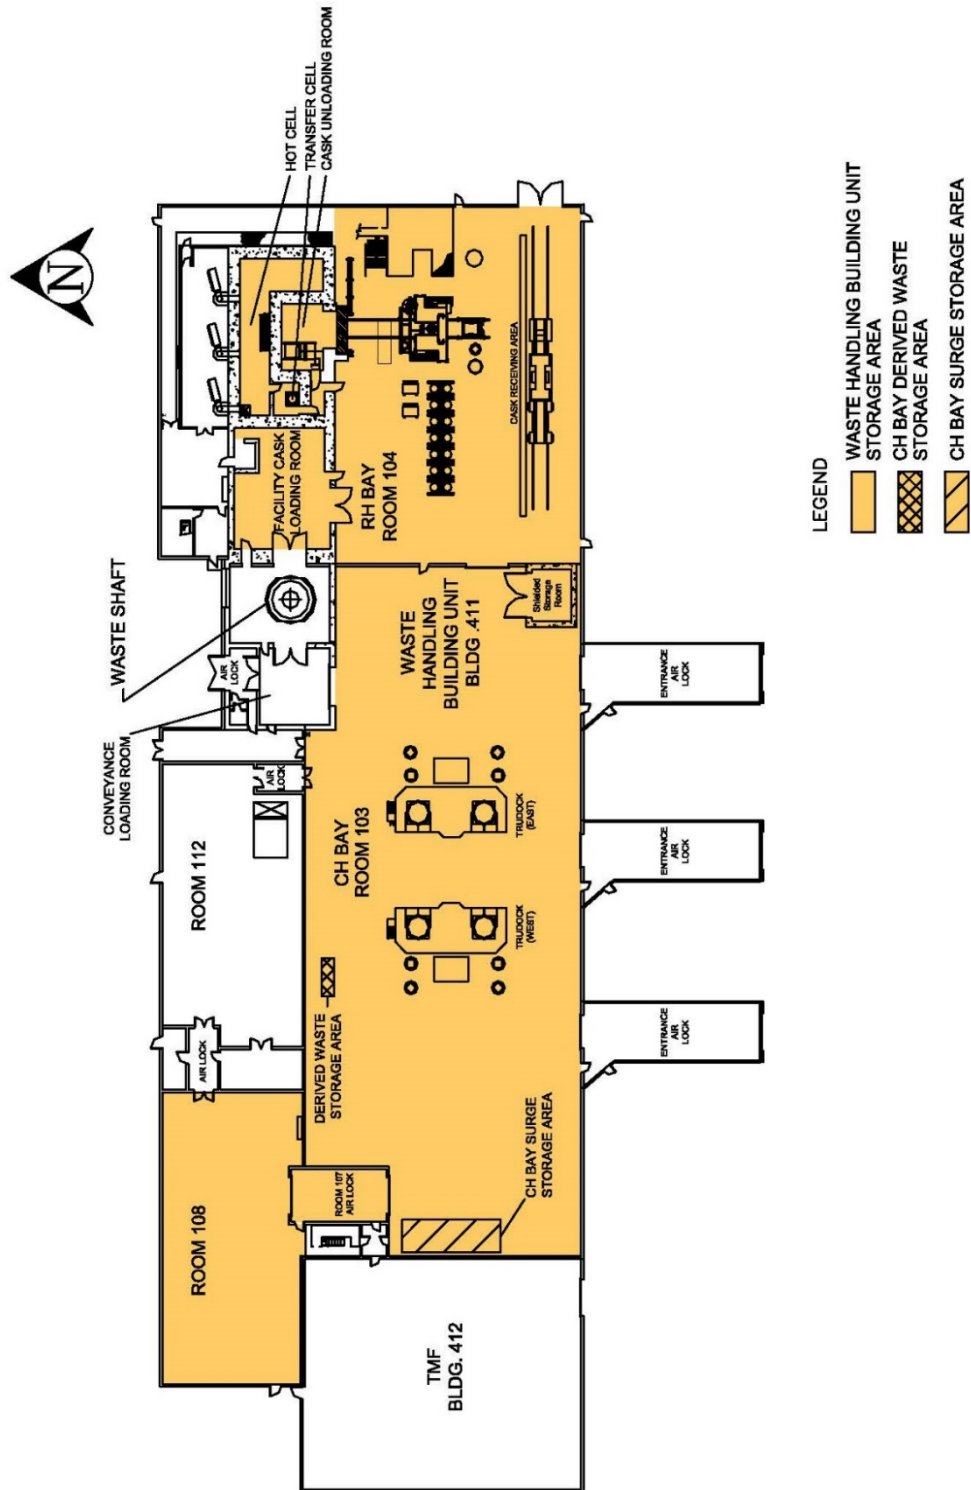 N
HOT CELL
TRANSFER CELL
CASK UNLOADING ROOM
WASTE SHAFT
CONVEYANCE
LOADING ROOM
AIR
LOCK
FACILITY CASK
LOADING ROOM
RH BAY
ROOM 104
CASK RECEIVING AREA
ROOM 112
AIR
LOCK
AIR LOCK
CH BAY
ROOM 103
WASTE
HANDLING
BUILDING UNIT
BLDG .411
Shielded
Storage
Room
TRUDOCK
(EAST)
TRUDOCK
(WEST)
DERIVED WASTE
STORAGE AREA
ROOM 108
ROOM 107
AIR LOCK
CH BAY SURGE
STORAGE AREA
TMF
BLDG. 412
ENTRANCE
AIR
LOCK
ENTRANCE
AIR
LOCK
ENTRANCE
AIR
LOCK
LEGEND
WASTE HANDLING BUILDING UNIT
STORAGE AREA
CH BAY DERIVED WASTE
STORAGE AREA
CH BAY SURGE STORAGE AREA